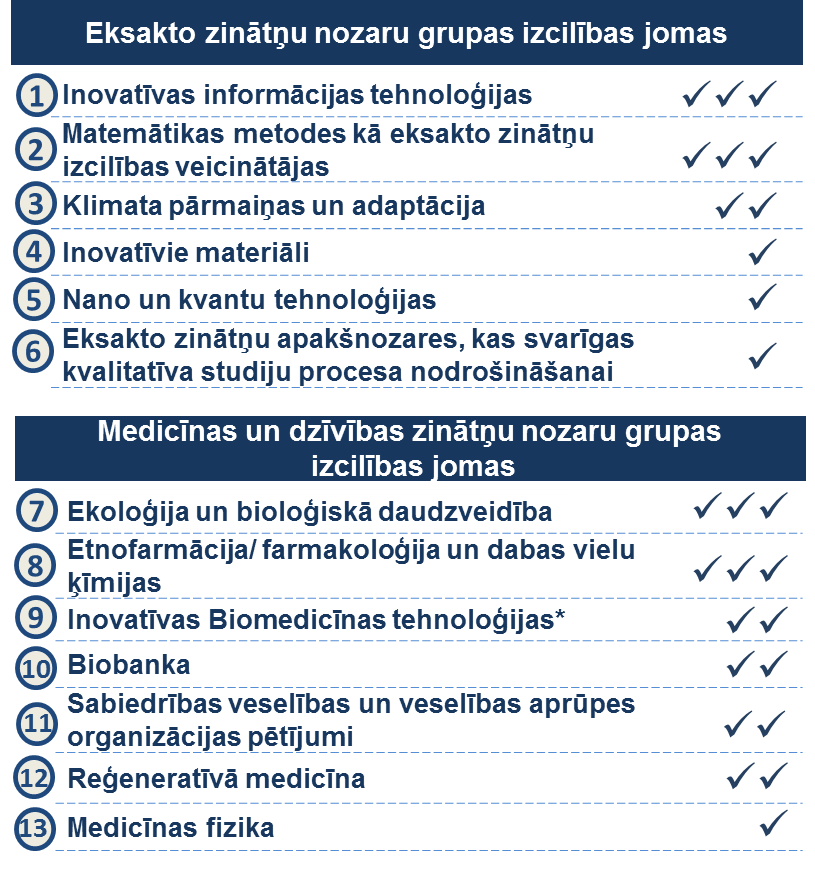 Eksakto zinātņu nozaru grupas izcilības jomas
1 Inovatīvas informācijas tehnoloģijas ✓✓✓
2 Matemātikas metodes kā eksakto zinātņu
izcilības veicinātājas ✓✓✓
3 Klimata pārmaiņas un adaptācija ✓✓
4 Inovatīvie materiāli ✓
5 Nano un kvantu tehnoloģijas ✓
6 Eksakto zinātņu apakšnozares, kas svarīgas
kvalitatīva studiju procesa nodrošināšanai ✓
Medicīnas un dzīvības zinātņu nozaru grupas
izcilības jomas
7 Ekoloģija un bioloģiskā daudzveidība ✓✓✓
8 Etnofarmācija/ farmakoloģija un dabas vielu
ķīmijas ✓✓✓
9 Inovatīvas Biomedicīnas tehnoloģijas* ✓✓
10 Biobanka ✓✓
11 Sabiedrības veselības un veselības aprūpes
organizācijas pētījumi ✓✓
12 Reģeneratīvā medicīna ✓✓
13 Medicīnas fizika ✓